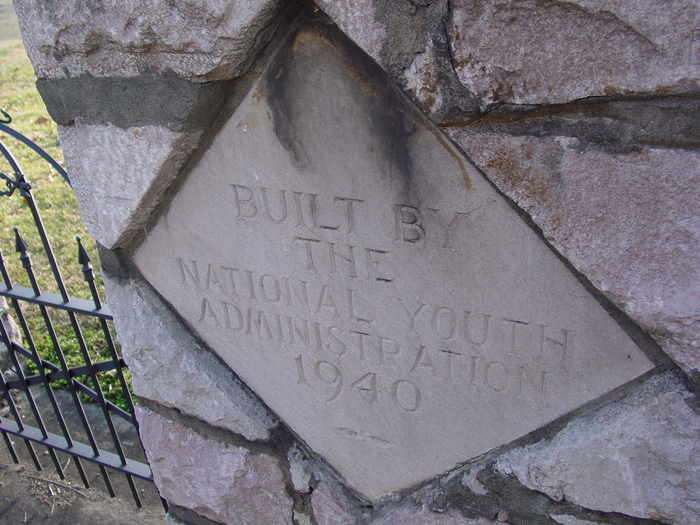 BUILT BY
THE
NATIONAL YOUTH
ADMINISTRATION
1940